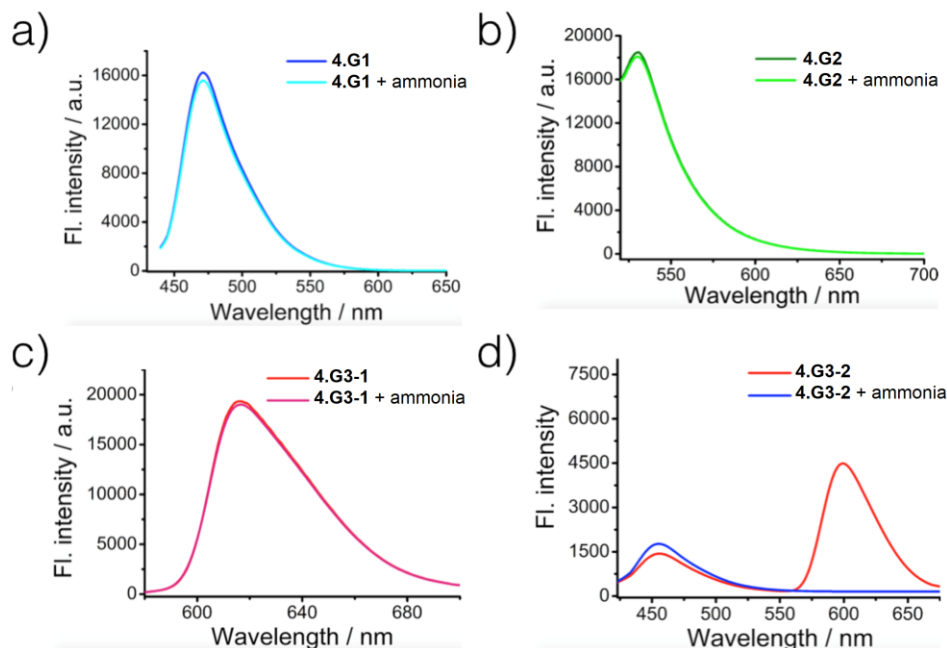 a)
4.G1
4.G1 + ammonia
Fl. intensity / a.u.
16000
12000
8000
4000
0
450 500 550 600 650
Wavelength / nm
b)
4.G2
4.G2 + ammonia
Fl. intensity / a.u.
20000
16000
12000
8000
4000
0
550 600 650 700
Wavelength / nm
c)
4.G3-1
4.G3-1 + ammonia
Fl. intensity / a.u.
20000
15000
10000
5000
0
600 640 680
Wavelength / nm
d)
4.G3-2
4.G3-2 + ammonia
Fl. intensity
7500
6000
4500
3000
1500
0
450 500 550 600 650
Wavelength / nm